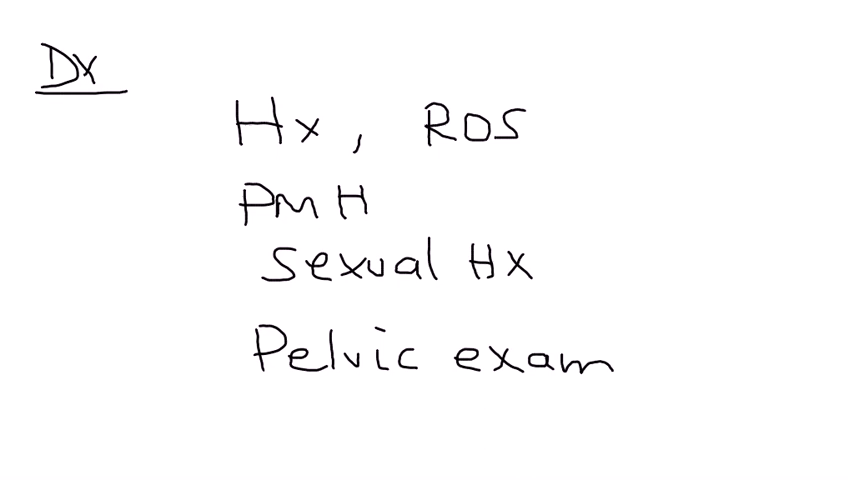 Dx
Hx, ROS
PMH
Sexual Hx
Pelvic exam